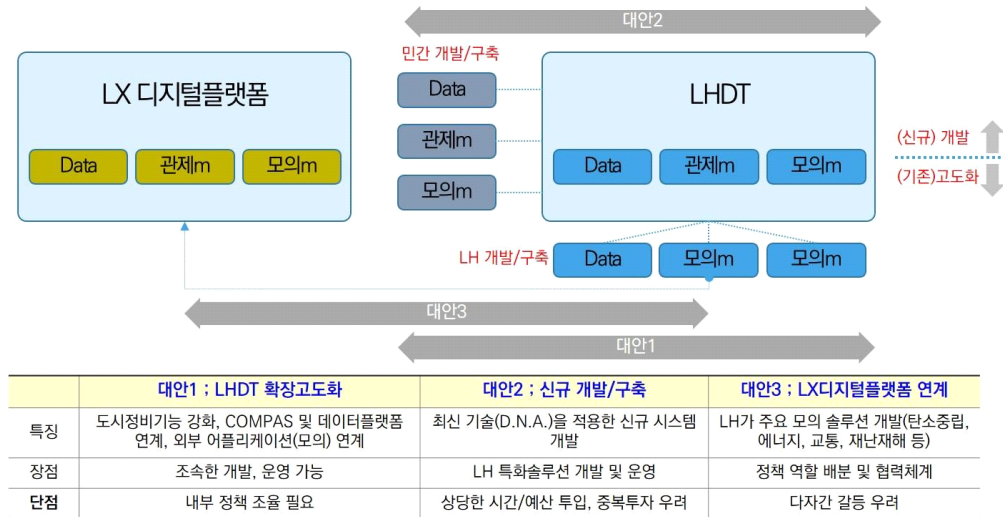 대안2
민간 개발/구축
LX 디지털플랫폼
Data
관제m
모의m
Data
관제m
모의m
LHDT
Data
관제m
모의m
(신규) 개발
(기존)고도화
LH 개발/구축
Data
모의m
모의m
대안3
대안1
대안1 ; LHDT 확장고도화
대안2 ; 신규 개발/구축
대안3 ; LX디지털플랫폼 연계
특징
도시정비기능 강화, COMPAS 및 데이터플랫폼
연계, 외부 어플리케이션(모의) 연계
최신 기술(D.N.A.)을 적용한 신규 시스템
개발
LH가 주요 모의 솔루션 개발(탄소중립,
에너지, 교통, 재난재해 등)
장점
조속한 개발, 운영 가능
LH 특화솔루션 개발 및 운영
정책 역할 배분 및 협력체계
단점
내부 정책 조율 필요
상당한 시간/예산 투입, 중복투자 우려
다자간 갈등 우려